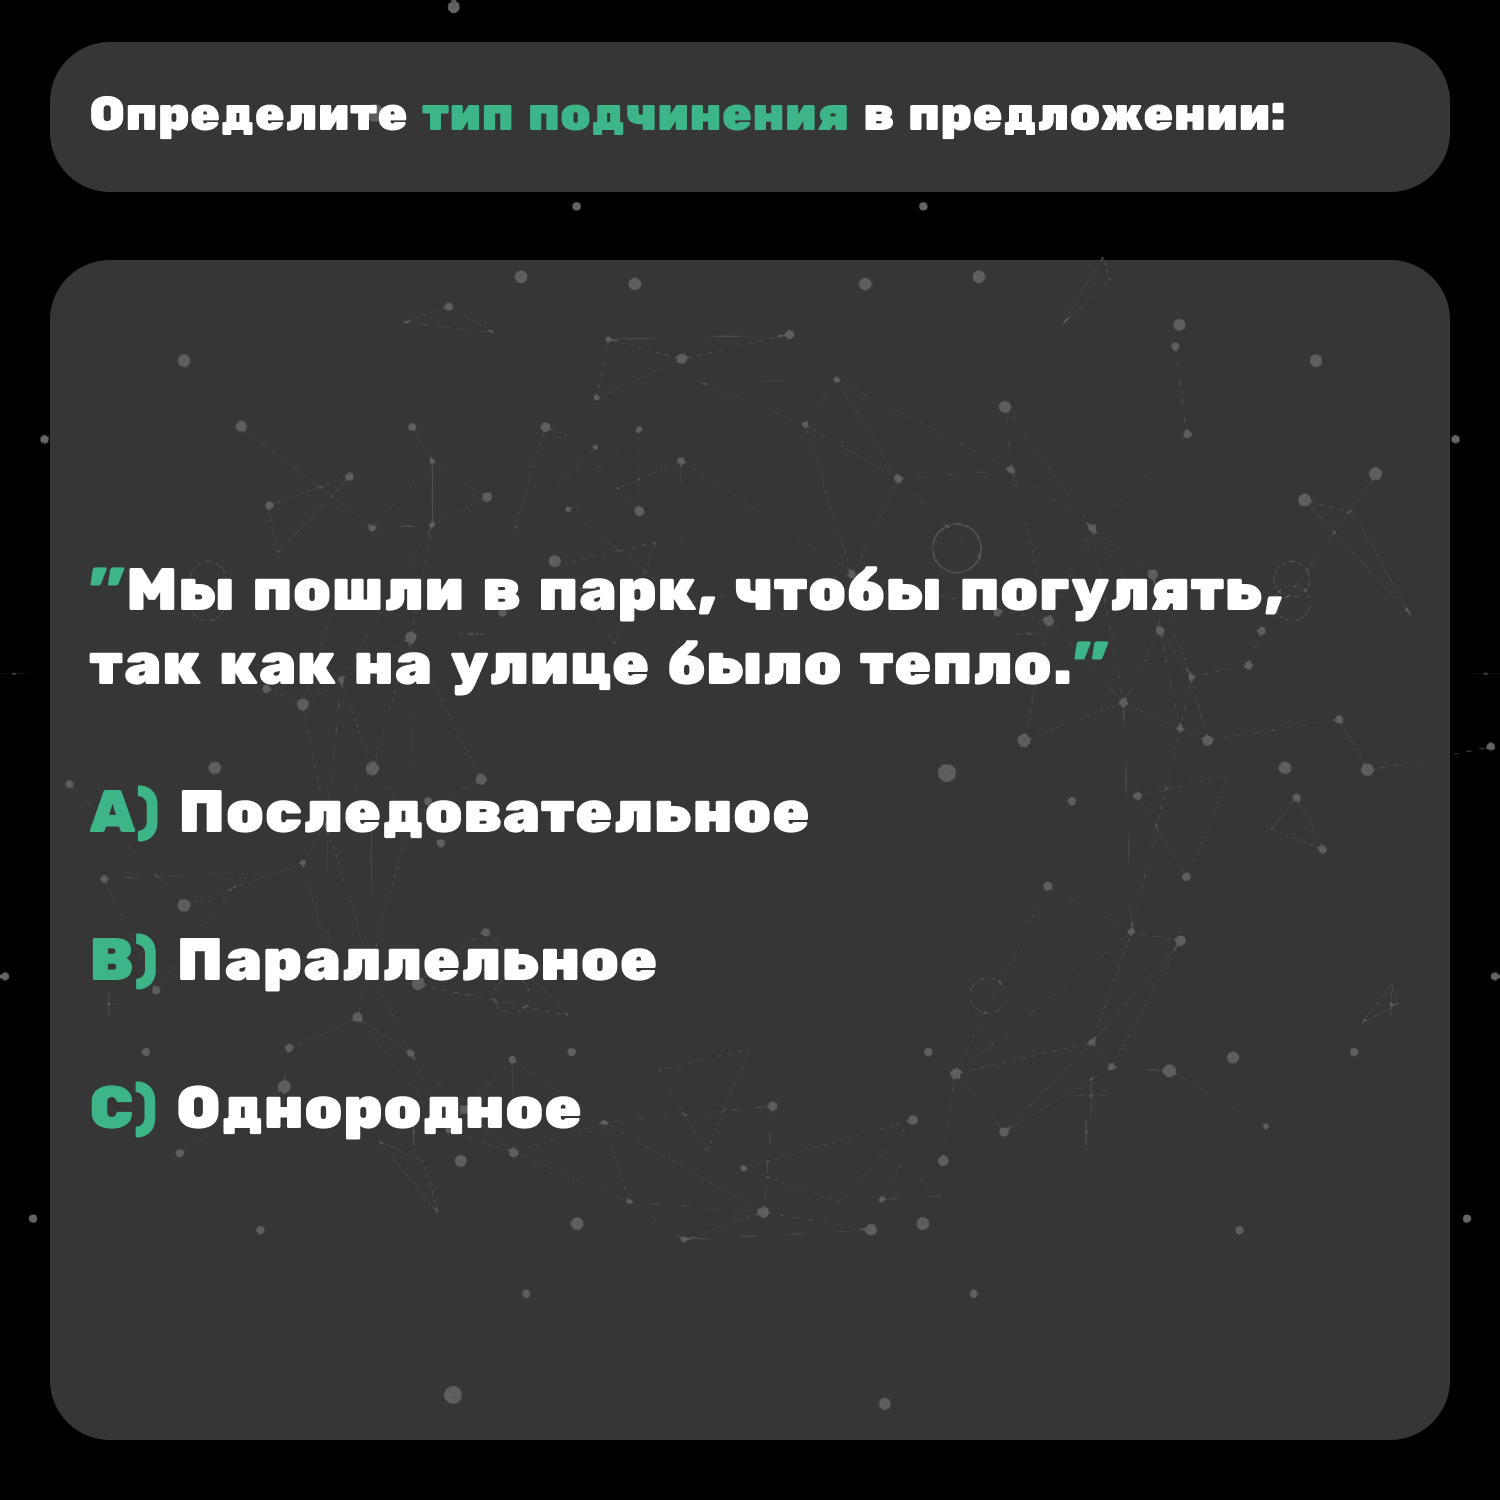 Определите тип подчинения в предложении:
"Мы пошли в парк, чтобы погулять,
так как на улице было тепло."
A) Последовательное
B) Параллельное
C) Однородное